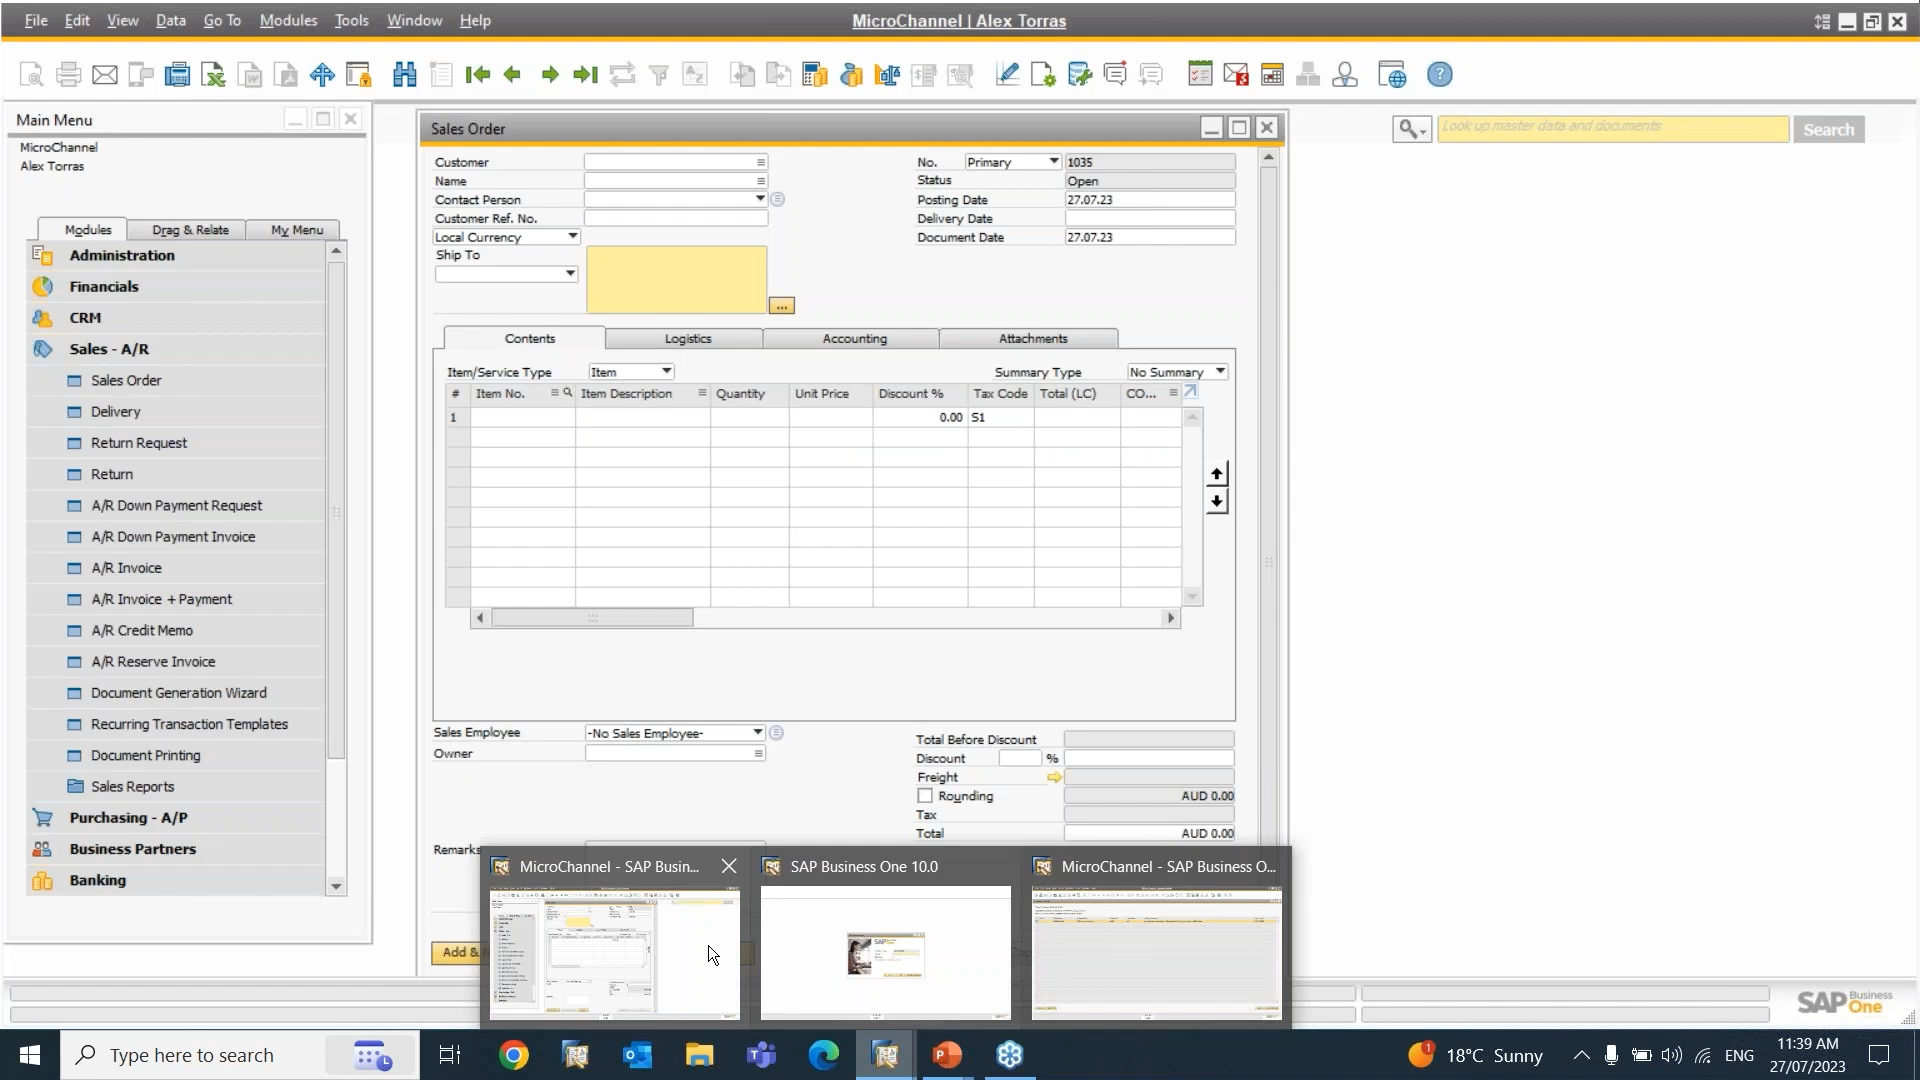 File Edit View Data Go To Modules Tools Window Help
MicroChannel | Alex Torras
Main Menu
MicroChannel
Alex Torras
Modules Drag & Relate My Menu
Administration
Financials
CRM
Sales - A/R
Sales Order
Delivery
Return Request
Return
A/R Down Payment Request
A/R Down Payment Invoice
A/R Invoice
A/R Invoice + Payment
A/R Credit Memo
A/R Reserve Invoice
Document Generation Wizard
Recurring Transaction Templates
Document Printing
Sales Reports
Purchasing - A/P
Business Partners
Banking
Sales Order
Customer
Name
Contact Person
Customer Ref. No.
Local Currency
Ship To
...
No. Primary 1035
Status Open
Posting Date 27.07.23
Delivery Date
Document Date 27.07.23
Look up master data and documents Search
Contents Logistics Accounting Attachments
Item/Service Type Item Summary Type No Summary
# Item No. Item Description Quantity Unit Price Discount % Tax Code Total (LC) CO...
1 0.00 S1
Sales Employee -No Sales Employee-
Owner
Total Before Discount
Discount %
Freight
Rounding AUD 0.00
Tax
Total AUD 0.00
Remarks
Add &
MicroChannel - SAP Busin...
SAP Business One 10.0
MicroChannel - SAP Business O...
SAP Business One
Type here to search
1 18°C Sunny
ENG
11:39 AM
27/07/2023